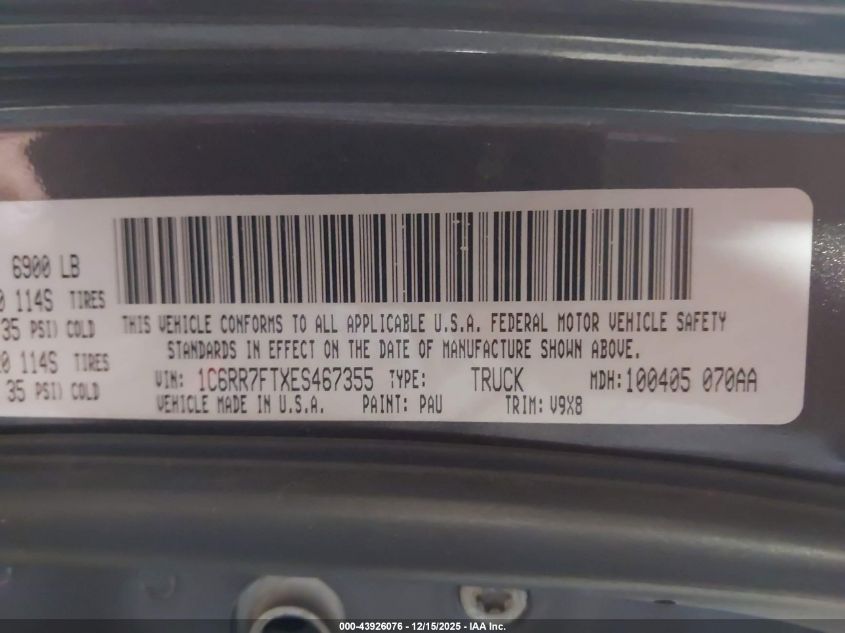 6900 LB
0 114S TIRES
35 PSI) COLD
20 114S TIRES
35 PSI) COLD
THIS VEHICLE CONFORMS TO ALL APPLICABLE U.S.A. FEDERAL MOTOR VEHICLE SAFETY
STANDARDS IN EFFECT ON THE DATE OF MANUFACTURE SHOWN ABOVE.
VIN: 1C6RR7FTXES467355 TYPE: TRUCK MDH: 100405 070AA
VEHICLE MADE IN U.S.A. PAINT: PAU TRIM: V9X8
000-43926076 - 12/15/2025 - IAA Inc.